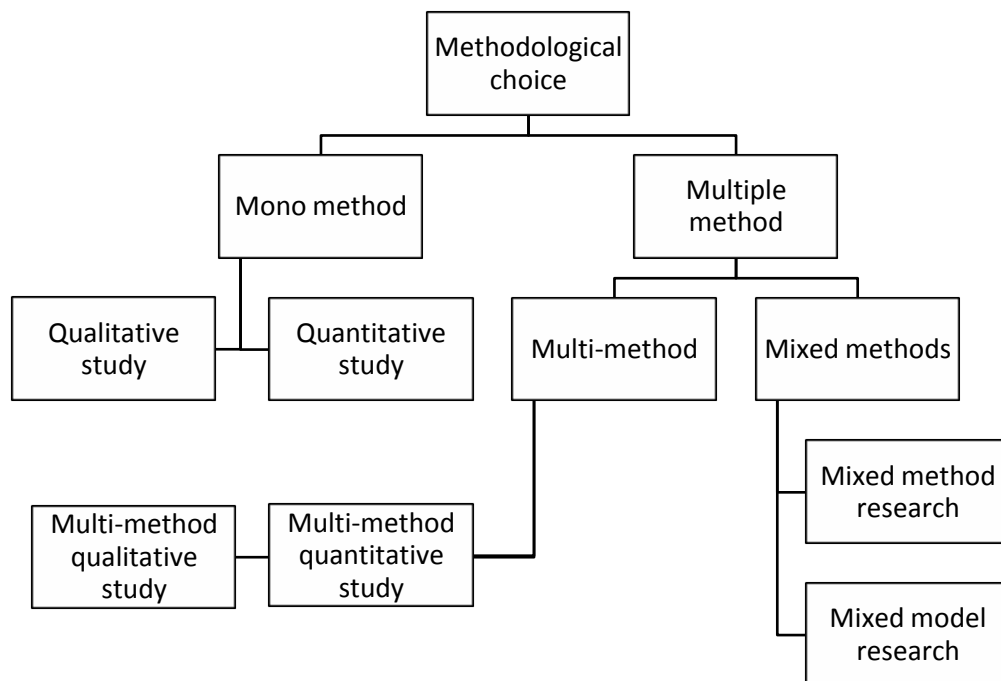 Methodological
choice
Mono method
Multiple
method
Qualitative
study
Quantitative
study
Multi-method
Mixed methods
Mixed method
research
Multi-method
qualitative
study
Multi-method
quantitative
study
Mixed model
research